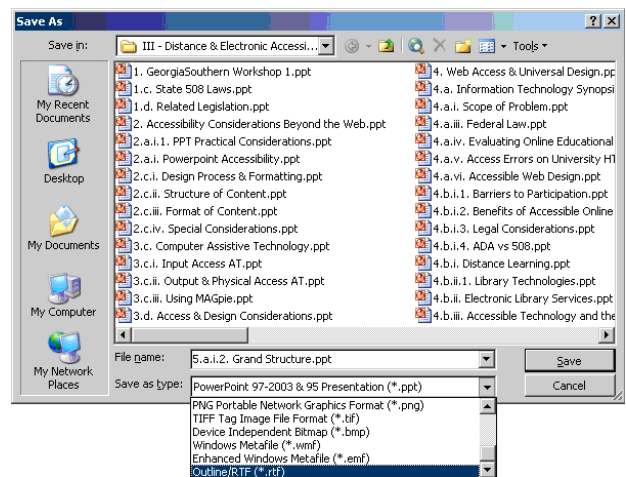 Save As
Save in:
III - Distance & Electronic Accessi...
Tools
My Recent
Documents
Desktop
My Documents
My Computer
My Network
Places
1. GeorgiaSouthern Workshop 1.ppt
1.c. State 508 Laws.ppt
1.d. Related Legislation.ppt
2. Accessibility Considerations Beyond the Web.ppt
2.a.i.1. PPT Practical Considerations.ppt
2.a.i. Powerpoint Accessibility.ppt
2.c.i. Design Process & Formatting.ppt
2.c.ii. Structure of Content.ppt
2.c.iii. Format of Content.ppt
2.c.iv. Special Considerations.ppt
3.c. Computer Assistive Technology.ppt
3.c.i. Input Access AT.ppt
3.c.ii. Output & Physical Access AT.ppt
3.c.iii. Using MAGpie.ppt
3.d. Access & Design Considerations.ppt
4. Web Access & Universal Design.pp
4.a. Information Technology Synopsi
4.a.i. Scope of Problem.ppt
4.a.iii. Federal Law.ppt
4.a.iv. Evaluating Online Educational
4.a.v. Access Errors on University HT
4.a.vi. Accessible Web Design.ppt
4.b.i.1. Barriers to Participation.ppt
4.b.i.2. Benefits of Accessible Online
4.b.i.3. Legal Considerations.ppt
4.b.i.4. ADA vs 508.ppt
4.b.i. Distance Learning.ppt
4.b.ii.1. Library Technologies.ppt
4.b.ii. Electronic Library Services.ppt
4.b.iii. Accessible Technology and the
File name:
5.a.i.2. Grand Structure.ppt
Save
Save as type:
PowerPoint 97-2003 & 95 Presentation (*.ppt)
Cancel
PNG Portable Network Graphics Format (*.png)
TIFF Tag Image File Format (*.tif)
Device Independent Bitmap (*.bmp)
Windows Metafile (*.wmf)
Enhanced Windows Metafile (*.emf)
Outline/RTF (*.rtf)